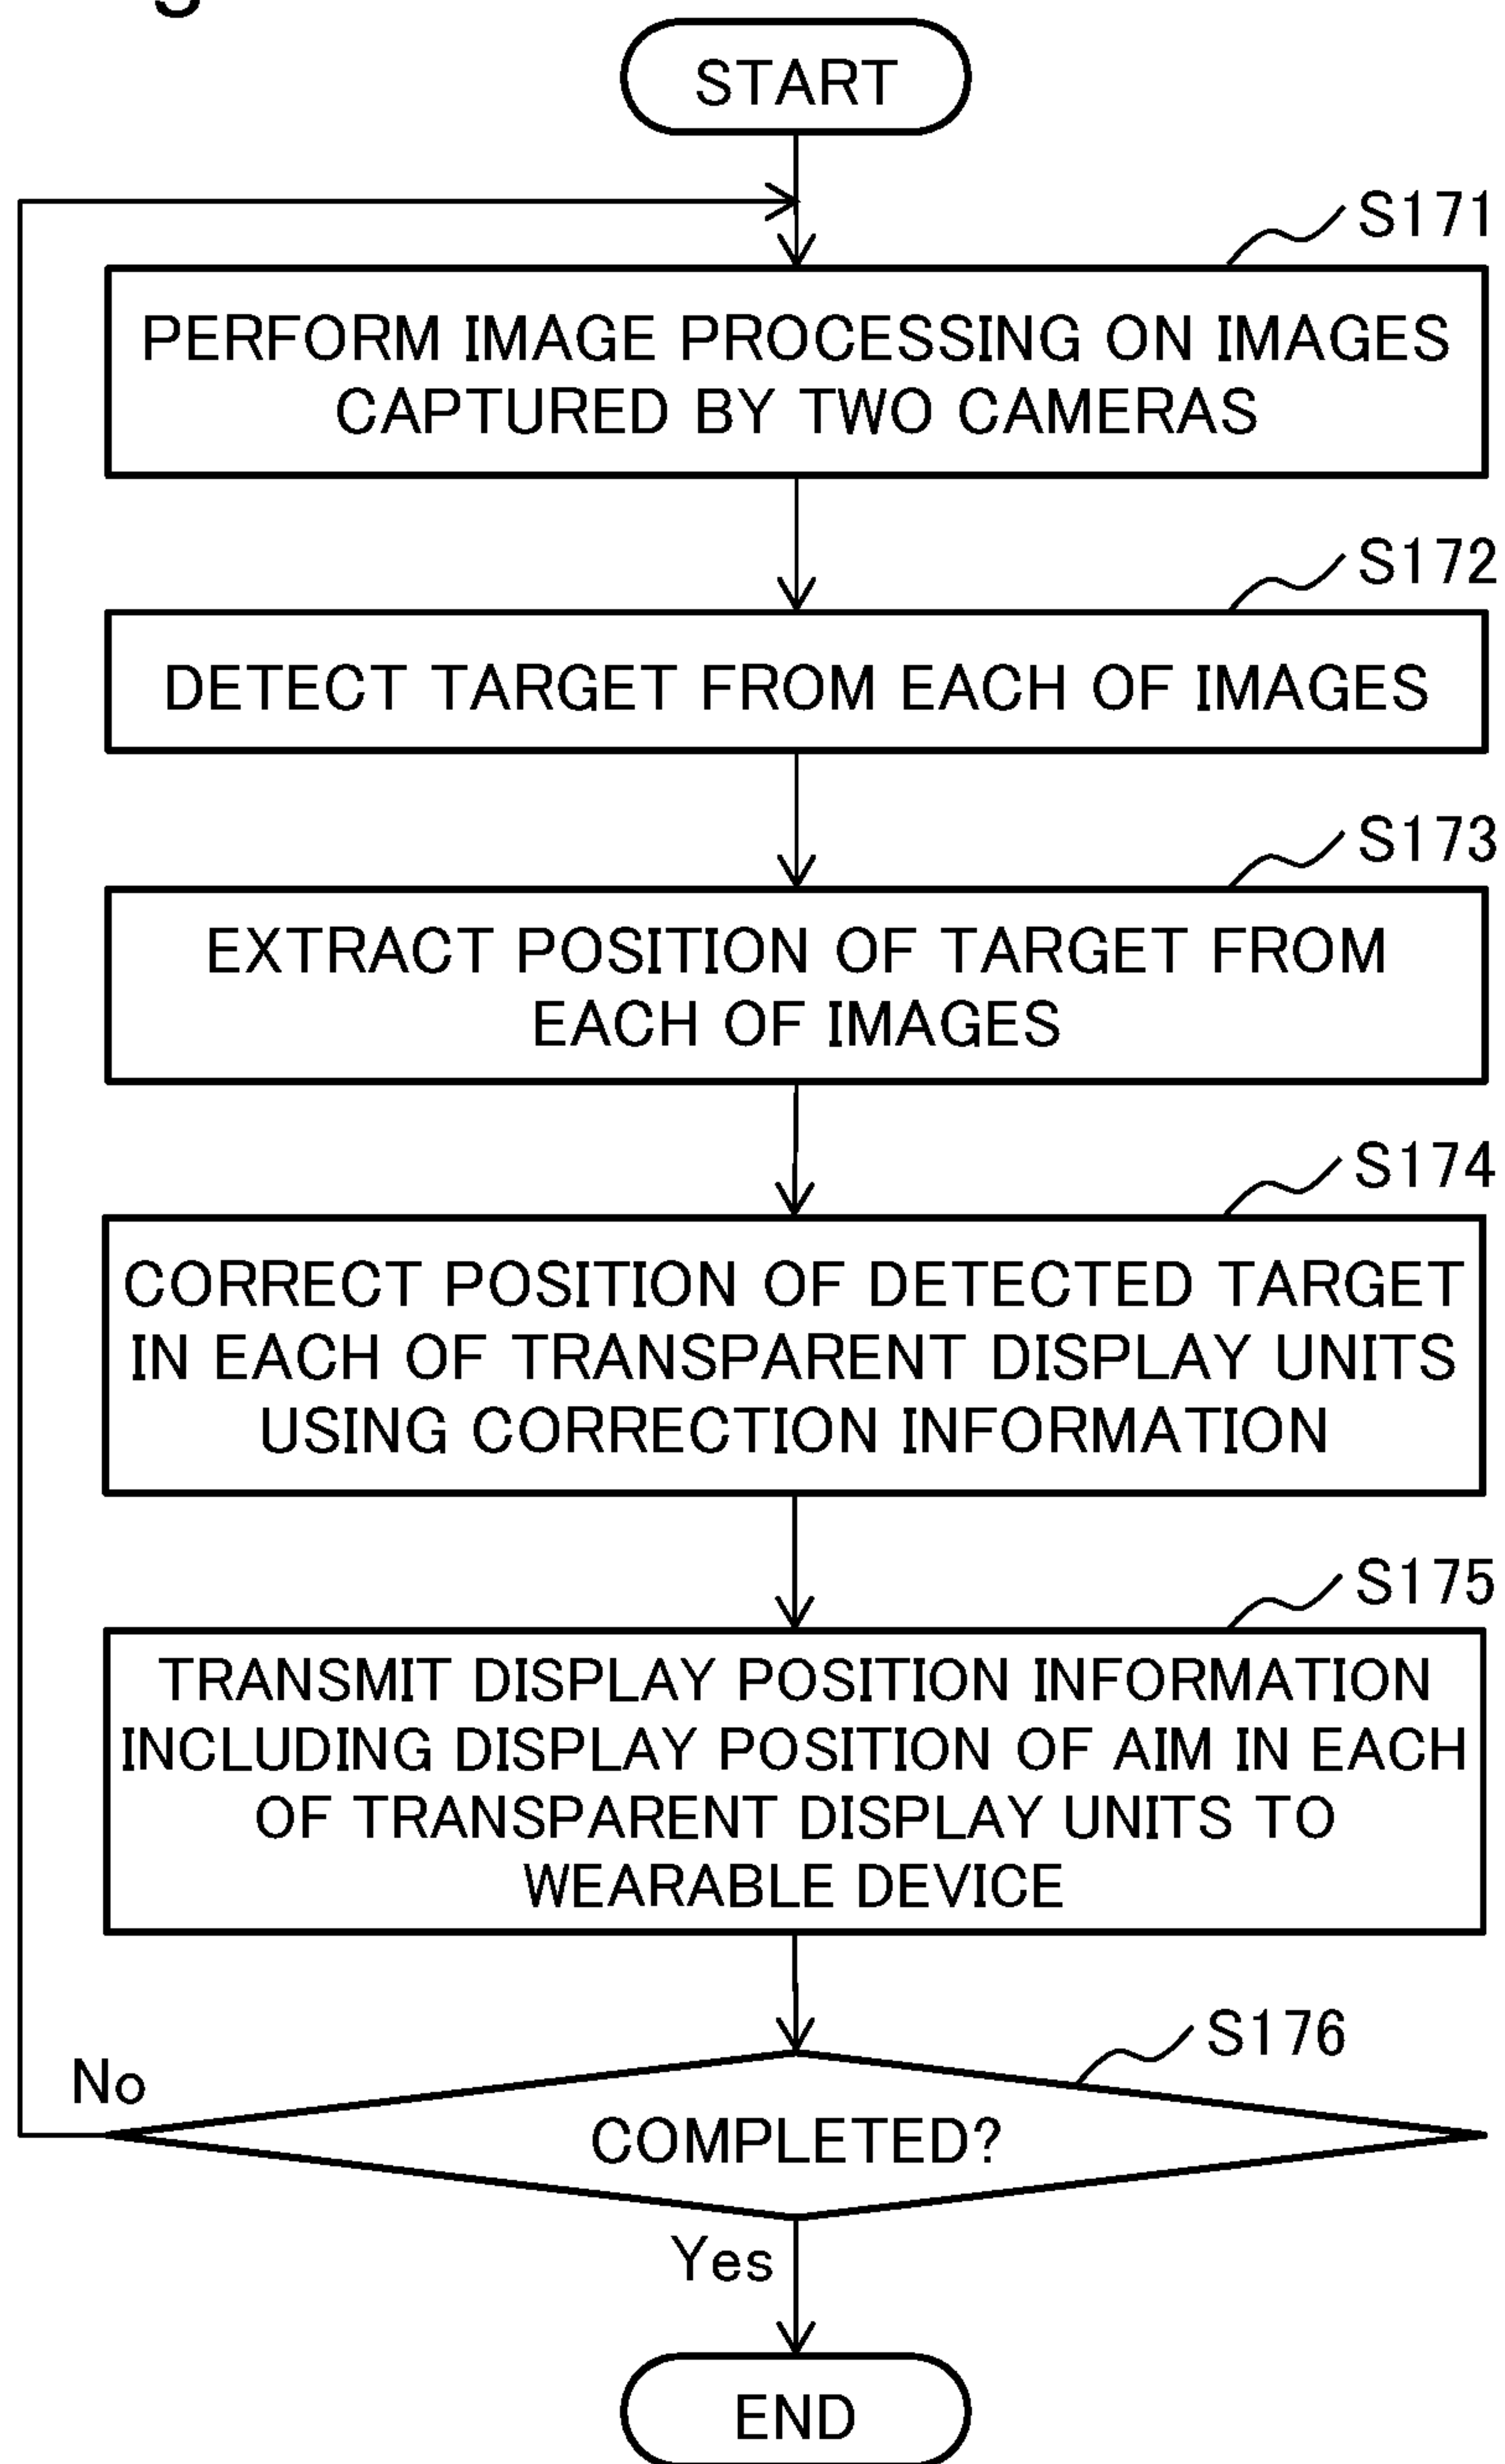 START
S171
PERFORM IMAGE PROCESSING ON IMAGES
CAPTURED BY TWO CAMERAS
S172
DETECT TARGET FROM EACH OF IMAGES
S173
EXTRACT POSITION OF TARGET FROM
EACH OF IMAGES
S174
CORRECT POSITION OF DETECTED TARGET
IN EACH OF TRANSPARENT DISPLAY UNITS
USING CORRECTION INFORMATION
S175
TRANSMIT DISPLAY POSITION INFORMATION
INCLUDING DISPLAY POSITION OF AIM IN EACH
OF TRANSPARENT DISPLAY UNITS TO
WEARABLE DEVICE
S176
No
COMPLETED?
Yes
END